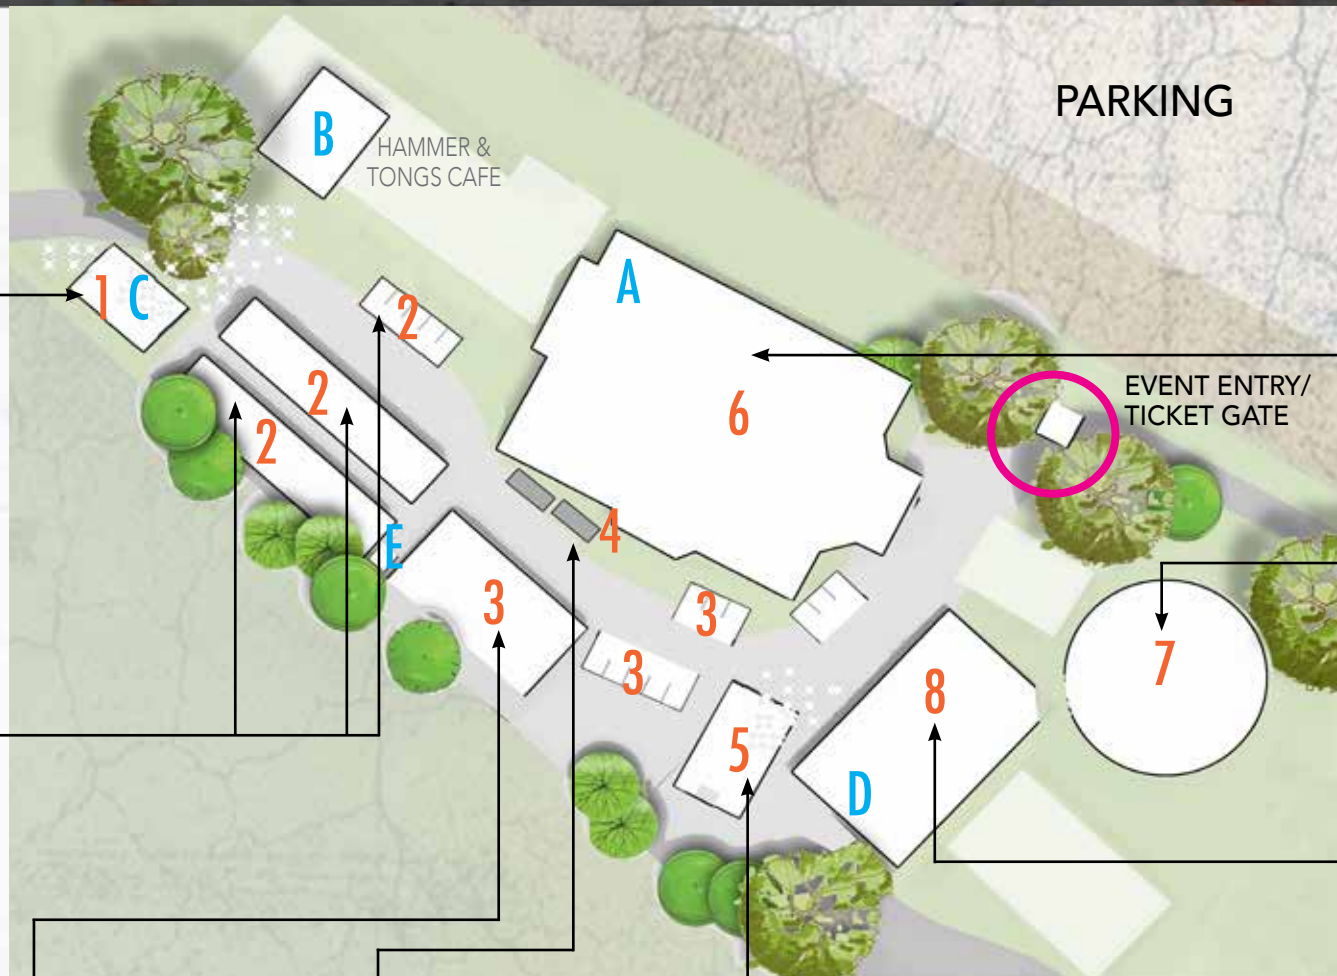 PARKING
B
HAMMER &
TONGS CAFE
1 C
A
2
2
2
6
EVENT ENTRY/
TICKET GATE
4
E
3
3
3
7
8
5
D